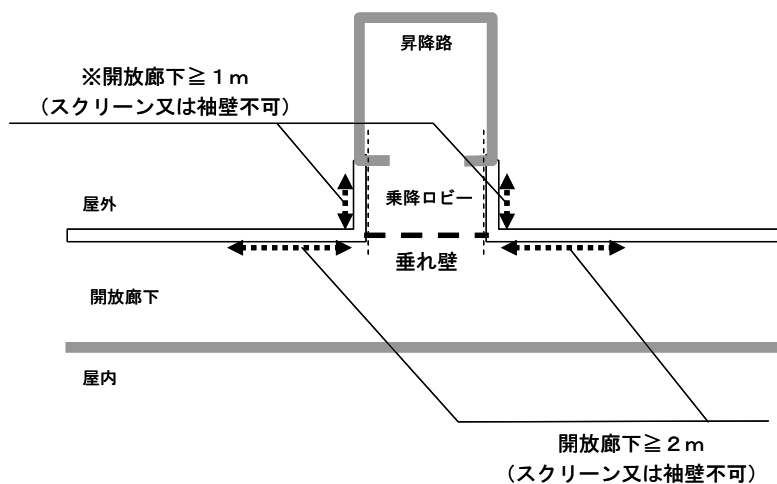 昇降路
※開放廊下≧１ｍ
（スクリーン又は袖壁不可）
乗降ロビー
屋外
垂れ壁
開放廊下
屋内
開放廊下≧２ｍ
（スクリーン又は袖壁不可）